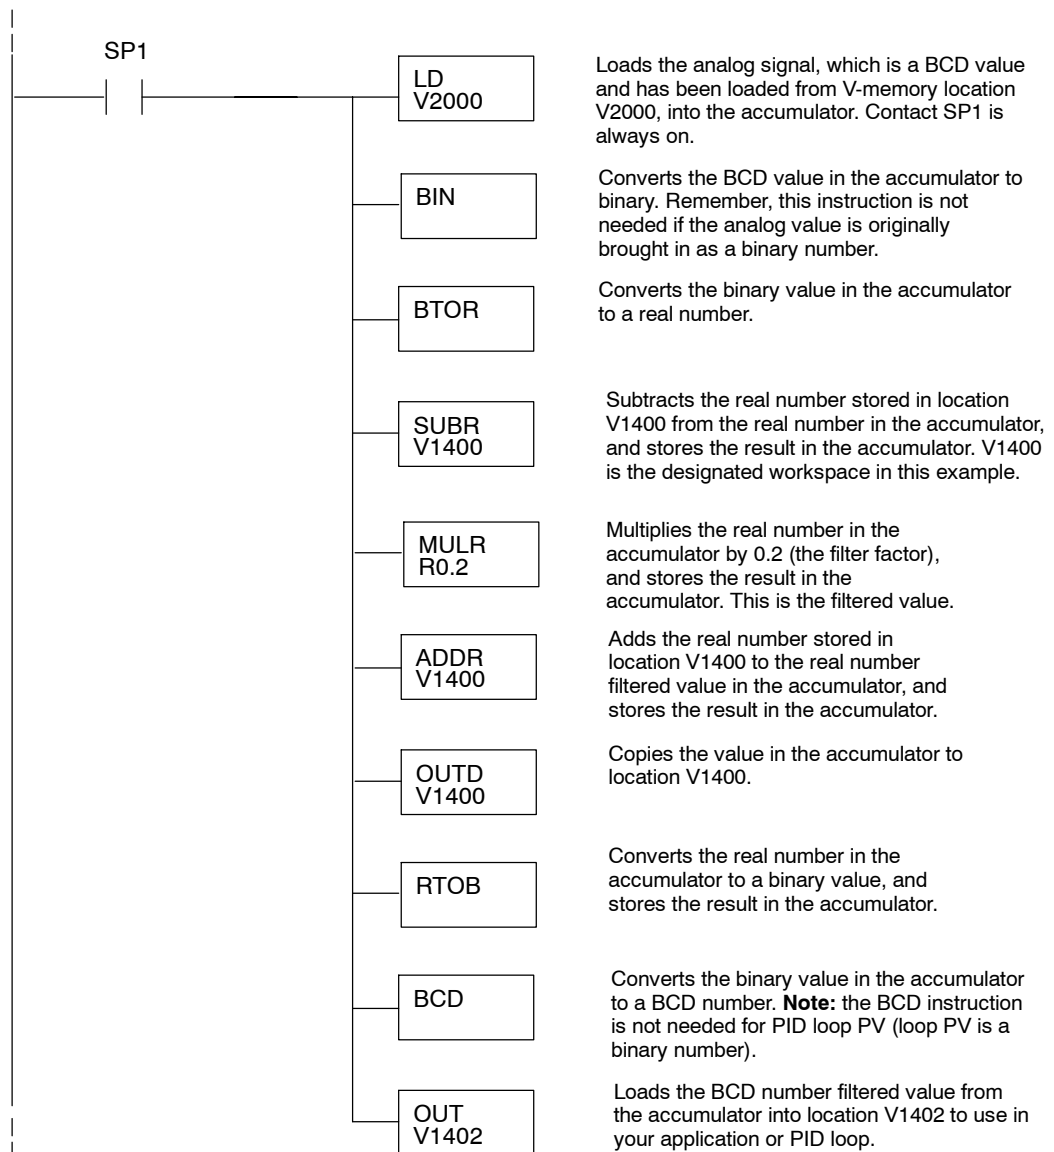 SP1
LD
V2000
Loads the analog signal, which is a BCD value
and has been loaded from V-memory location
V2000, into the accumulator. Contact SP1 is
always on.
BIN
Converts the BCD value in the accumulator to
binary. Remember, this instruction is not
needed if the analog value is originally
brought in as a binary number.
BTOR
Converts the binary value in the accumulator
to a real number.
SUBR
V1400
Subtracts the real number stored in location
V1400 from the real number in the accumulator,
and stores the result in the accumulator. V1400
is the designated workspace in this example.
MULR
R0.2
Multiplies the real number in the
accumulator by 0.2 (the filter factor),
and stores the result in the
accumulator. This is the filtered value.
ADDR
V1400
Adds the real number stored in
location V1400 to the real number
filtered value in the accumulator, and
stores the result in the accumulator.
OUTD
V1400
Copies the value in the accumulator to
location V1400.
RTOB
Converts the real number in the
accumulator to a binary value, and
stores the result in the accumulator.
BCD
Converts the binary value in the accumulator
to a BCD number. Note: the BCD instruction
is not needed for PID loop PV (loop PV is a
binary number).
OUT
V1402
Loads the BCD number filtered value from
the accumulator into location V1402 to use in
your application or PID loop.